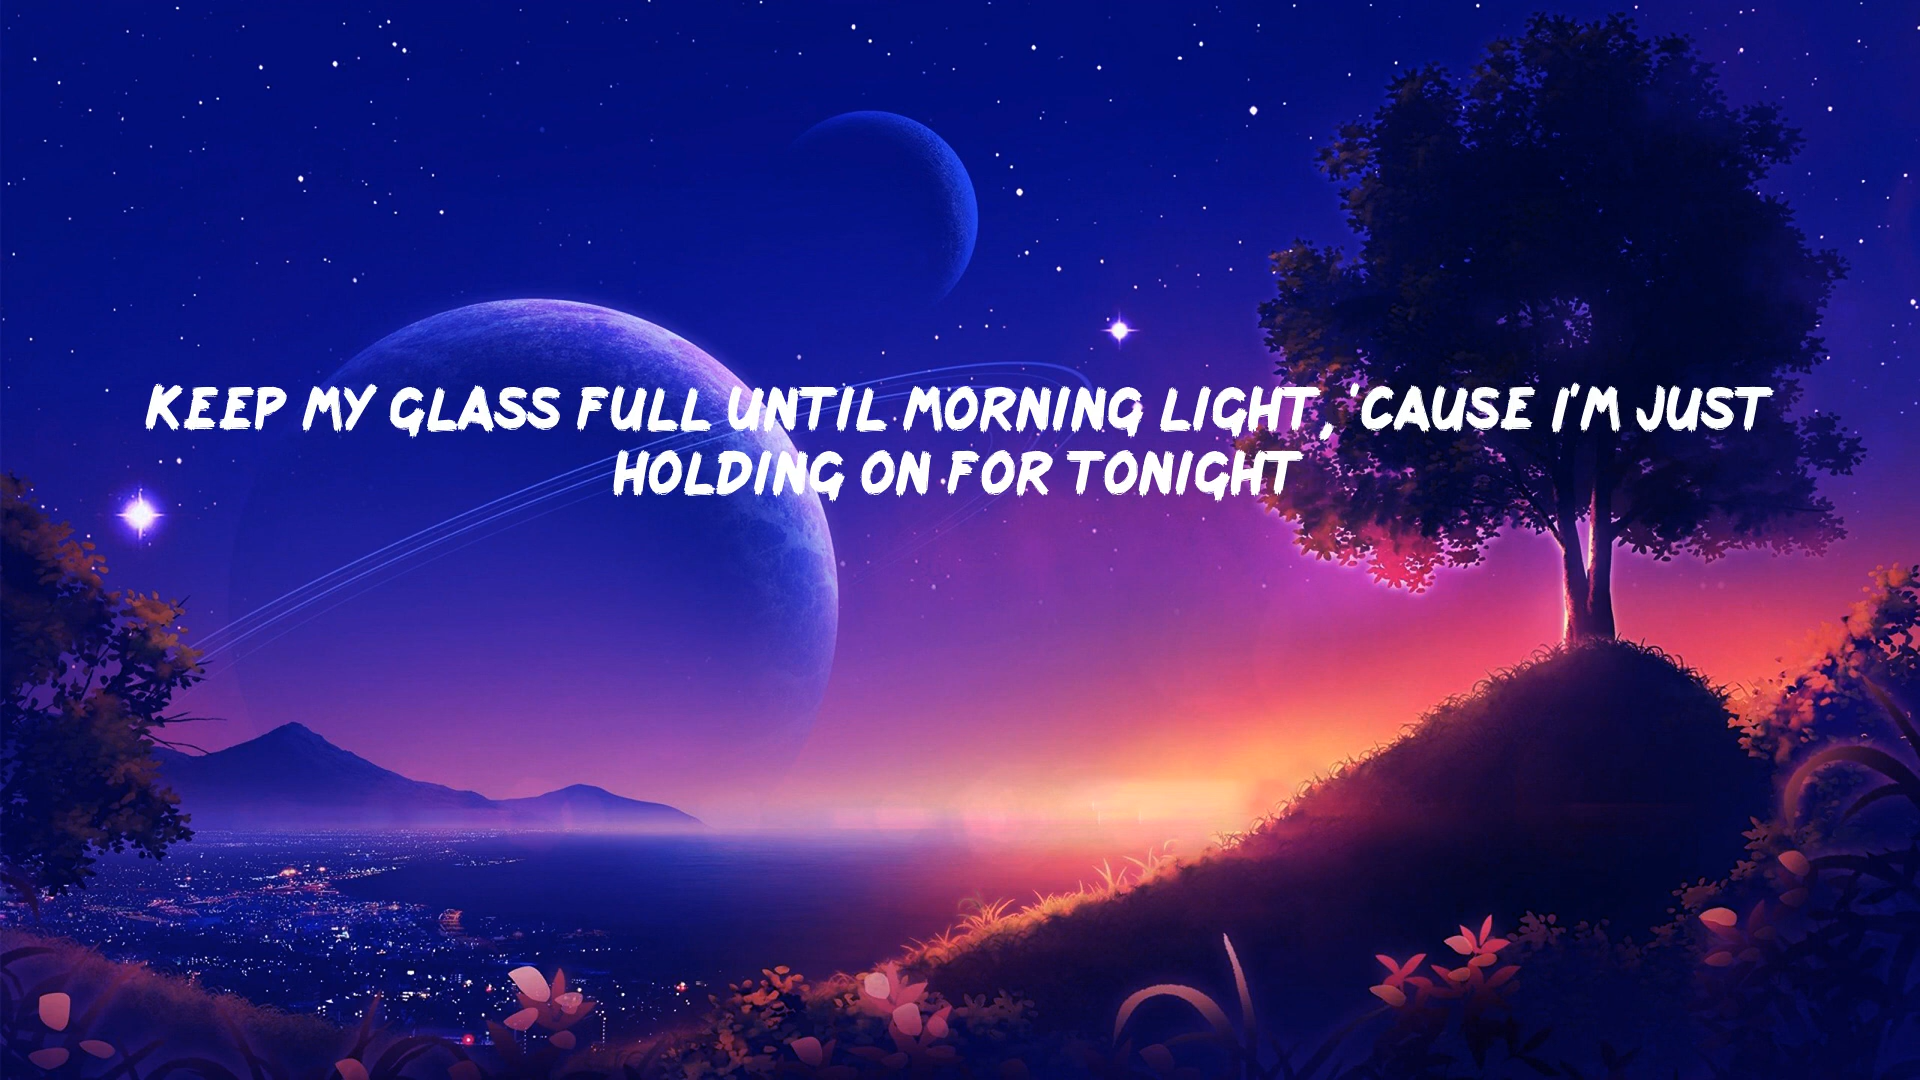 KEEP MY GLASS FULL UNTIL MORNING LIGHT, 'CAUSE I'M JUST
HOLDING ON FOR TONIGHT